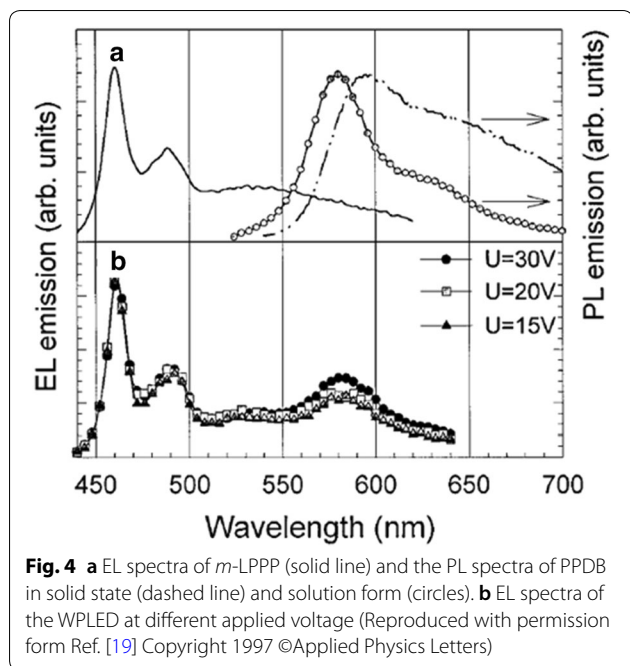 a
EL emission (arb. units)
PL emission (arb. units)
b
U=30V
U=20V
U=15V
450 500 550 600 650 700
Wavelength (nm)
Fig. 4 a EL spectra of m-LPPP (solid line) and the PL spectra of PPDB
in solid state (dashed line) and solution form (circles). b EL spectra of
the WPLED at different applied voltage (Reproduced with permission
form Ref. [19] Copyright 1997 ©Applied Physics Letters)